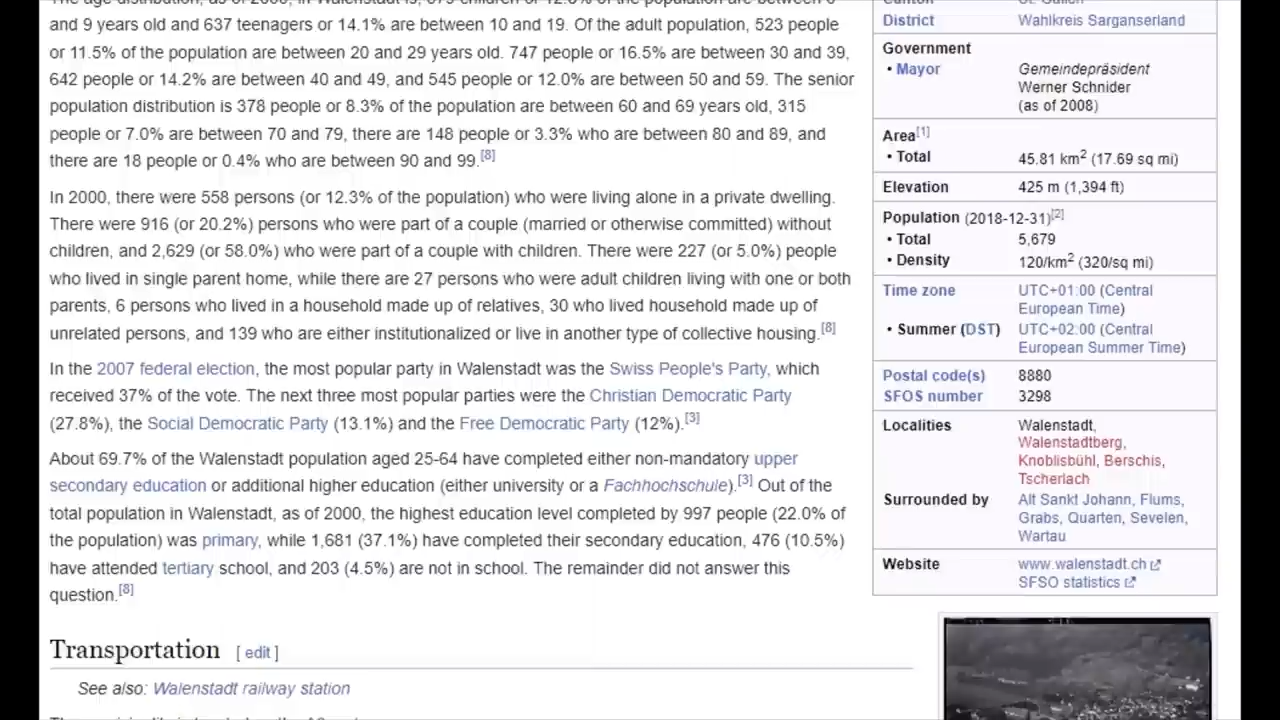 and 9 years old and 637 teenagers or 14.1% are between 10 and 19. Of the adult population, 523 people
or 11.5% of the population are between 20 and 29 years old. 747 people or 16.5% are between 30 and 39,
642 people or 14.2% are between 40 and 49, and 545 people or 12.0% are between 50 and 59. The senior
population distribution is 378 people or 8.3% of the population are between 60 and 69 years old, 315
people or 7.0% are between 70 and 79, there are 148 people or 3.3% who are between 80 and 89, and
there are 18 people or 0.4% who are between 90 and 99.[8]
In 2000, there were 558 persons (or 12.3% of the population) who were living alone in a private dwelling.
There were 916 (or 20.2%) persons who were part of a couple (married or otherwise committed) without
children, and 2,629 (or 58.0%) who were part of a couple with children. There were 227 (or 5.0%) people
who lived in single parent home, while there are 27 persons who were adult children living with one or both
parents, 6 persons who lived in a household made up of relatives, 30 who lived household made up of
unrelated persons, and 139 who are either institutionalized or live in another type of collective housing.[8]
In the 2007 federal election, the most popular party in Walenstadt was the Swiss People's Party, which
received 37% of the vote. The next three most popular parties were the Christian Democratic Party
(27.8%), the Social Democratic Party (13.1%) and the Free Democratic Party (12%).[3]
About 69.7% of the Walenstadt population aged 25-64 have completed either non-mandatory upper
secondary education or additional higher education (either university or a Fachhochschule).[3] Out of the
total population in Walenstadt, as of 2000, the highest education level completed by 997 people (22.0% of
the population) was primary, while 1,681 (37.1%) have completed their secondary education, 476 (10.5%)
have attended tertiary school, and 203 (4.5%) are not in school. The remainder did not answer this
question.[8]
Transportation [ edit ]
See also: Walenstadt railway station
District Wahlkreis Sarganserland
Government
• Mayor Gemeindepräsident
Werner Schnider
(as of 2008)
Area[1]
• Total 45.81 km2 (17.69 sq mi)
Elevation 425 m (1,394 ft)
Population (2018-12-31)[2]
• Total 5,679
• Density 120/km2 (320/sq mi)
Time zone UTC+01:00 (Central
European Time)
• Summer (DST) UTC+02:00 (Central
European Summer Time)
Postal code(s) 8880
SFOS number 3298
Localities Walenstadt,
Walenstadtberg,
Knoblisbühl, Berschis,
Tscherlach
Surrounded by Alt Sankt Johann, Flums,
Grabs, Quarten, Sevelen,
Wartau
Website www.walenstadt.ch
SFSO statistics